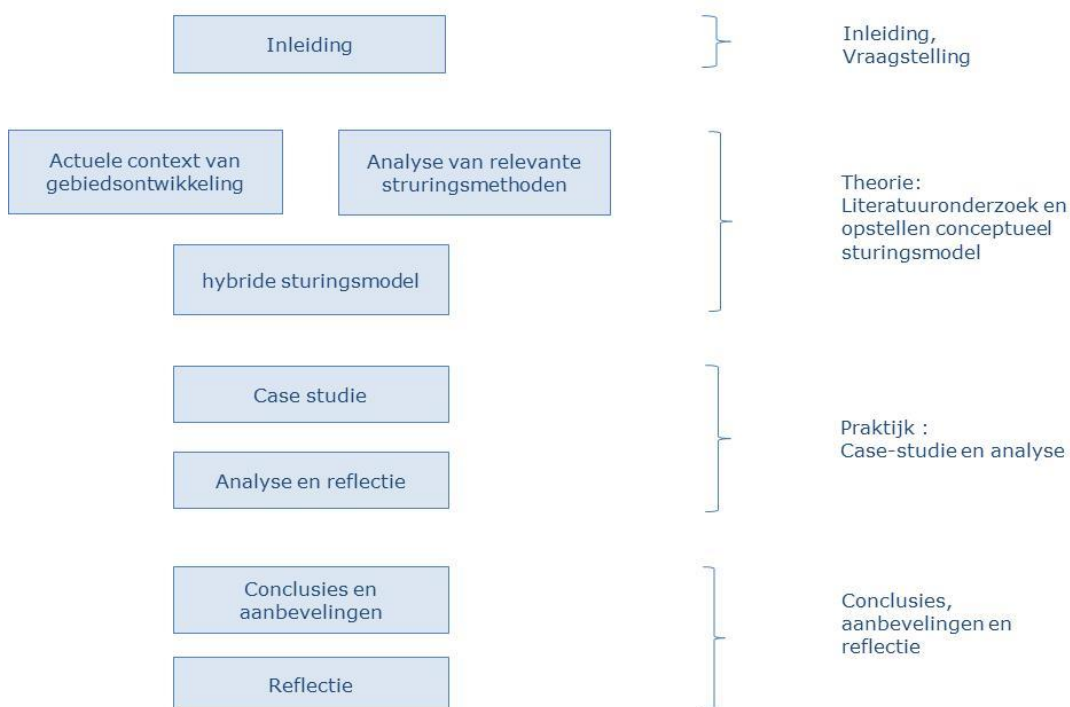 Inleiding
Inleiding,
Vraagstelling
Actuele context van
gebiedsontwikkeling
Analyse van relevante
struringsmethoden
hybride sturingsmodel
Theorie:
Literatuuronderzoek en
opstellen conceptueel
sturingsmodel
Case studie
Analyse en reflectie
Praktijk :
Case-studie en analyse
Conclusies en
aanbevelingen
Reflectie
Conclusies,
aanbevelingen en
reflectie